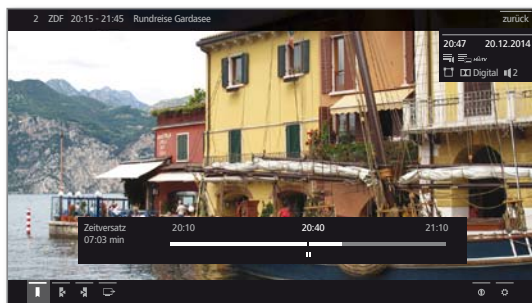 2 ZDF 20:15 - 21:45 Rundreise Gardasee zurück
20:47 20.12.2014
Digital 2
Zeitversatz 20:10 20:40 21:10
07:03 min